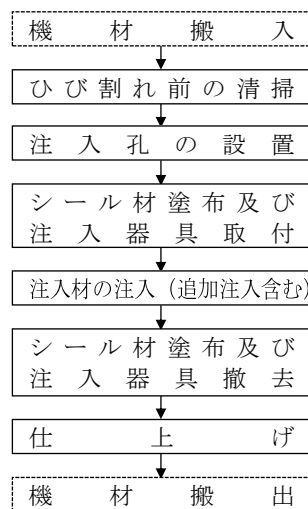 機材搬入
ひび割れ前の清掃
注入孔の設置
シール材塗布及び
注入器具取付
注入材の注入（追加注入含む）
シール材塗布及び
注入器具撤去
仕上げ
機材搬出